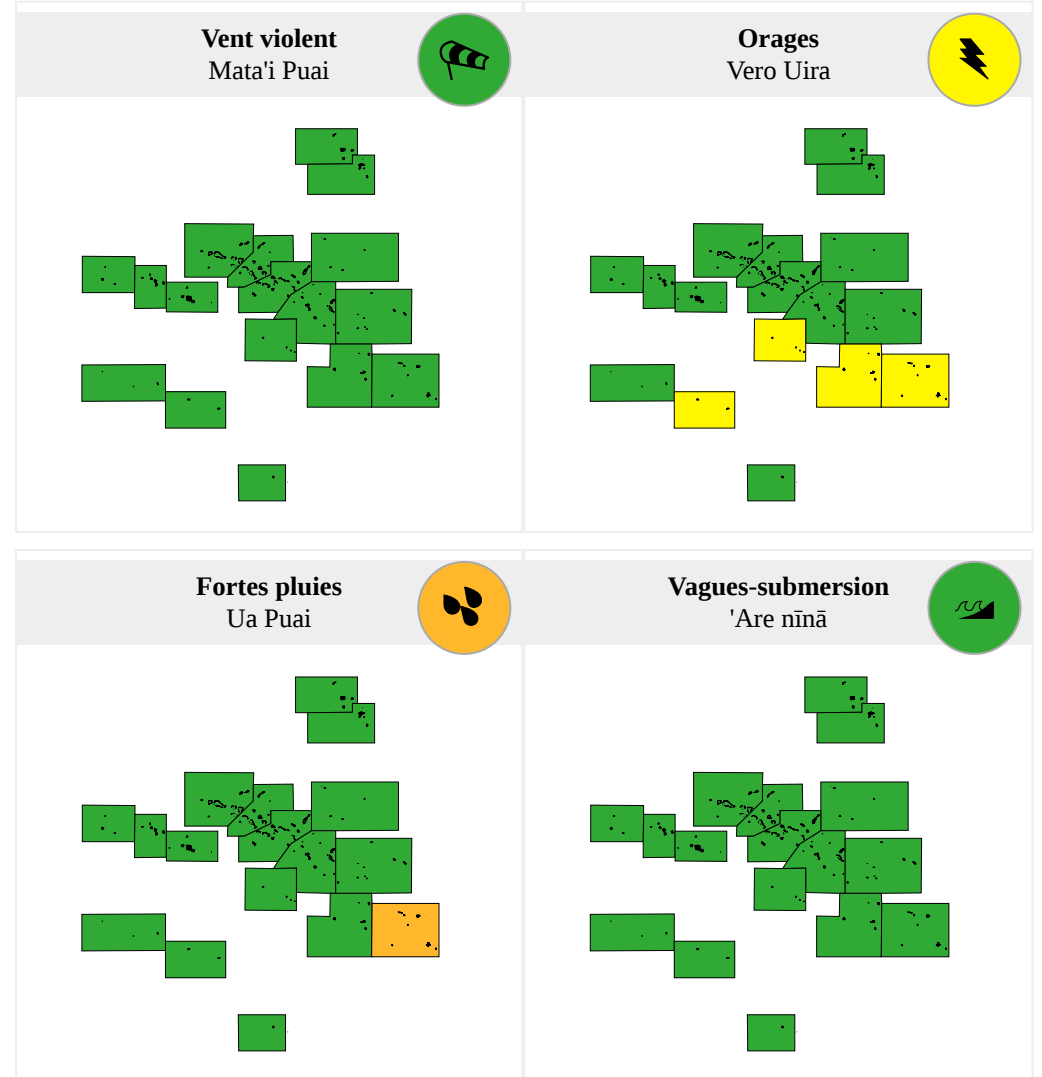 Vent violent
Mata'i Puai
Orages
Vero Uira
Fortes pluies
Ua Puai
Vagues-submersion
'Are nīnā